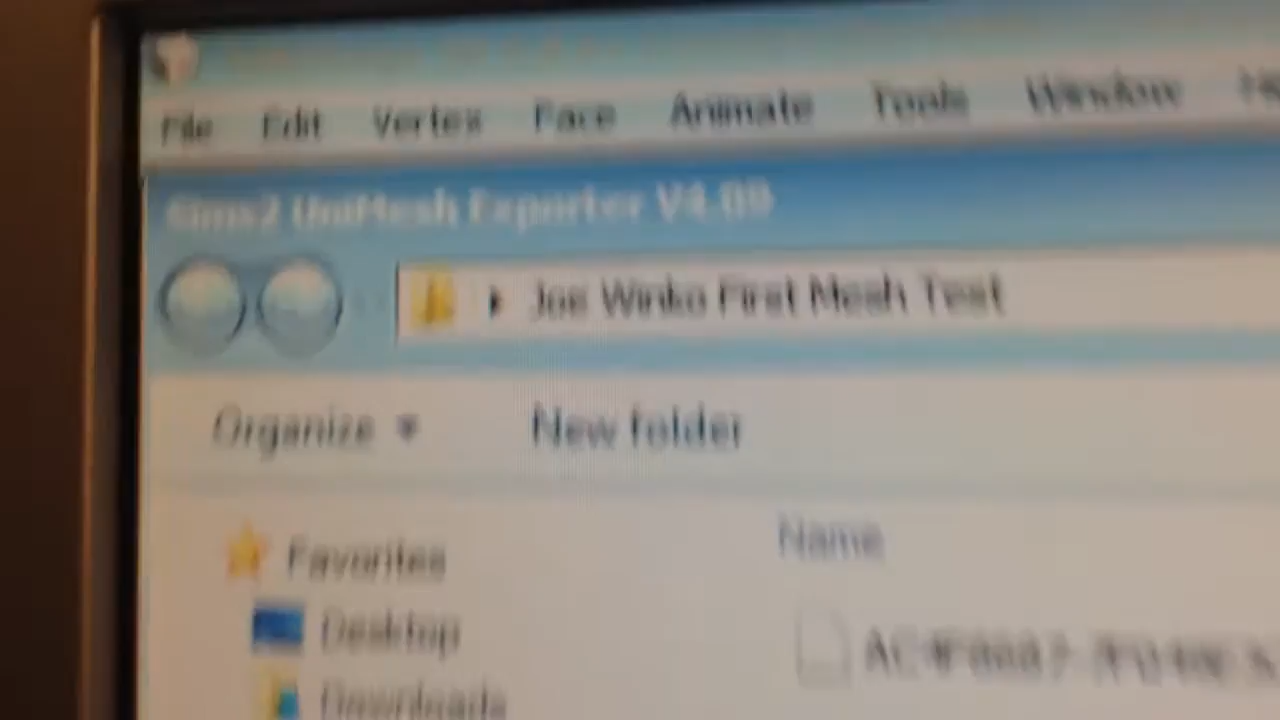 File Edit Vertex Face Animate Tools Window
Sims2 UniMesh Exporter V4.09
Joe Winko First Mesh Test
Organize New folder
Name
Favorites
Desktop
Downloads